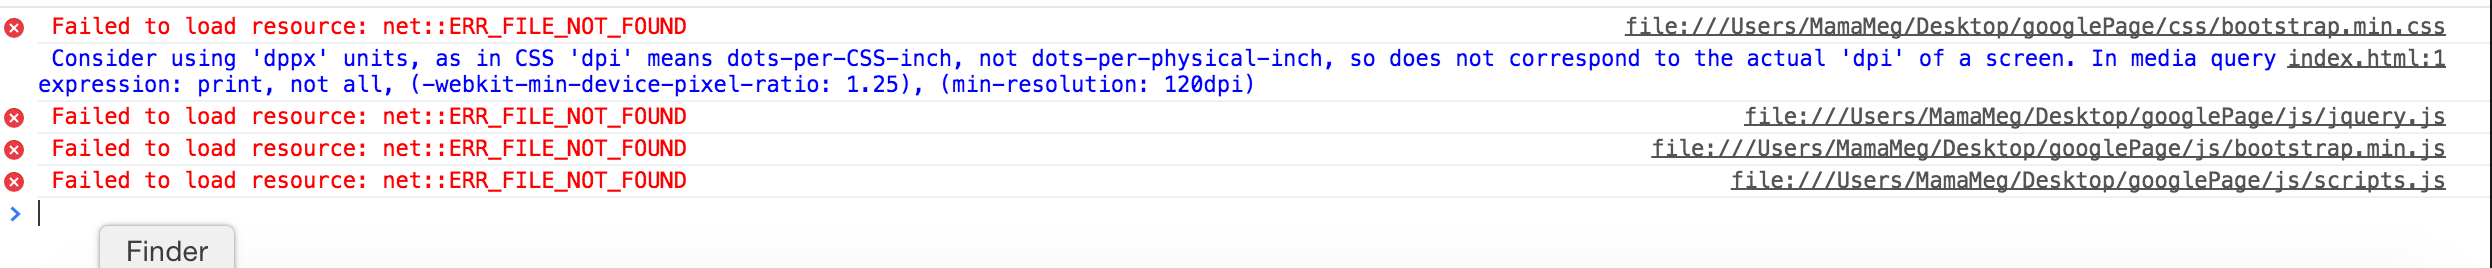 Failed to load resource: net::ERR_FILE_NOT_FOUND file:///Users/MamaMeg/Desktop/googlePage/css/bootstrap.min.css
Consider using 'dppx' units, as in CSS 'dpi' means dots-per-CSS-inch, not dots-per-physical-inch, so does not correspond to the actual 'dpi' of a screen. In media query index.html:1
expression: print, not all, (-webkit-min-device-pixel-ratio: 1.25), (min-resolution: 120dpi)
Failed to load resource: net::ERR_FILE_NOT_FOUND file:///Users/MamaMeg/Desktop/googlePage/js/jquery.js
Failed to load resource: net::ERR_FILE_NOT_FOUND file:///Users/MamaMeg/Desktop/googlePage/js/bootstrap.min.js
Failed to load resource: net::ERR_FILE_NOT_FOUND file:///Users/MamaMeg/Desktop/googlePage/js/scripts.js
Finder